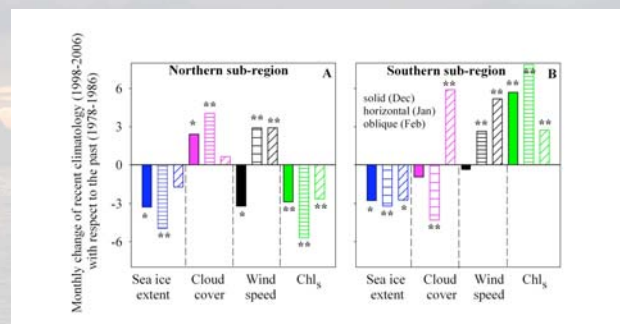 Monthly change of recent climatology (1998-2006)
with respect to the past (1978-1986)
6
3
0
-3
-6
Northern sub-region A
* ** * ** ** **
* ** * ** ** **
Sea ice extent
Cloud cover
Wind speed
Chls
Southern sub-region B
solid (Dec)
horizontal (Jan)
oblique (Feb)
** ** ** ** ** **
* ** * **
Sea ice extent
Cloud cover
Wind speed
Chls